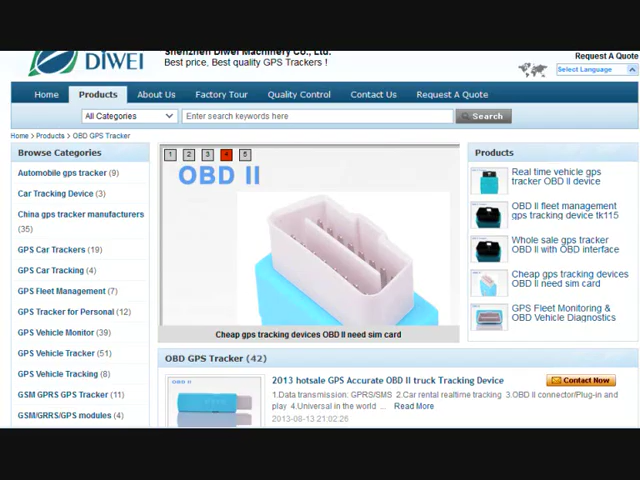 DIWEI
Shenzhen Diwei Machinery Co., Ltd.
Best price, Best quality GPS Trackers !
Request A Quote
Select Language
Home
Products
About Us
Factory Tour
Quality Control
Contact Us
Request A Quote
All Categories
Enter search keywords here
Search
Home > Products > OBD GPS Tracker
Browse Categories
Automobile gps tracker (9)
Car Tracking Device (3)
China gps tracker manufacturers
(35)
GPS Car Trackers (19)
GPS Car Tracking (4)
GPS Fleet Management (7)
GPS Tracker for Personal (12)
GPS Vehicle Monitor (39)
GPS Vehicle Tracker (51)
GPS Vehicle Tracking (8)
GSM GPRS GPS Tracker (11)
GSM/GRRS/GPS modules (4)
1 2 3 4 5
OBD II
Cheap gps tracking devices OBD II need sim card
OBD GPS Tracker (42)
OBD II
2013 hotsale GPS Accurate OBD II truck Tracking Device
Contact Now
1.Data transmission: GPRS/SMS 2.Car rental realtime tracking 3.OBD II connector/Plug-in and
play 4.Universal in the world ... Read More
2013-08-13 21:02:26
Products
Real time vehicle gps
tracker OBD II device
OBD II fleet management
gps tracking device tk115
Whole sale gps tracker
OBD II with OBD interface
Cheap gps tracking devices
OBD II need sim card
GPS Fleet Monitoring &
OBD Vehicle Diagnostics